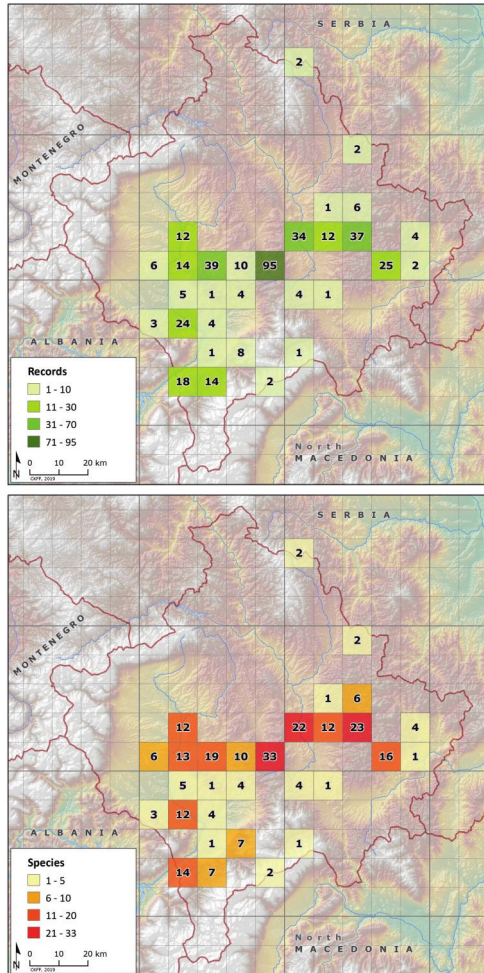 SERBIA
2
MONTENEGRO
2
1 6
12 34 12 37 4
6 14 39 10 95 25 2
5 1 4 4 1
3 24 4
ALBANIA
1 8 1
Records
1 - 10
18 14 2
11 - 30
31 - 70
71 - 95
North
MACEDONIA
N
0 10 20 km
CKFF, 2019
SERBIA
2
MONTENEGRO
2
1 6
12 22 12 23 4
6 13 19 10 33 16 1
5 1 4 4 1
3 12 4
ALBANIA
1 7 1
Species
1 - 5
14 7 2
6 - 10
11 - 20
21 - 33
North
MACEDONIA
N
0 10 20 km
CKFF, 2019